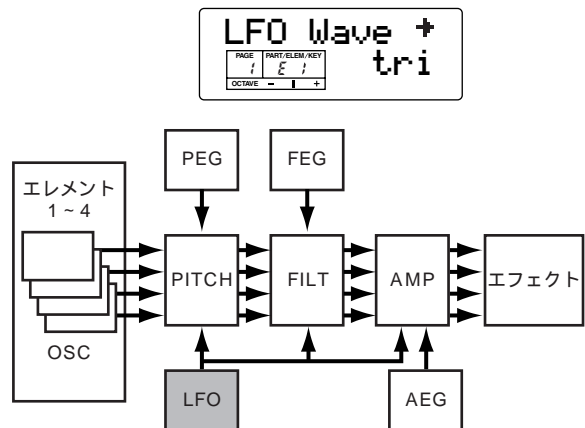 LFO Wave
PAGE PART/ELEM/KEY
1 E 1
tri
OCTAVE − +
PEG
FEG
エレメント
1 ~ 4
PITCH
FILT
AMP
エフェクト
OSC
LFO
AEG